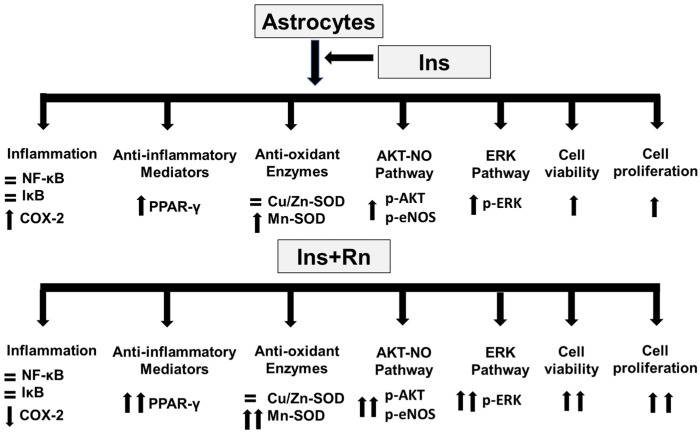 Astrocytes
Ins
Inflammation
= NF-κB
= IκB
↑ COX-2
Anti-inflammatory
Mediators
↑ PPAR-γ
Anti-oxidant
Enzymes
= Cu/Zn-SOD
↑ Mn-SOD
AKT-NO
Pathway
↑ p-AKT
p-eNOS
ERK
Pathway
↑ p-ERK
Cell
viability
↑
Cell
proliferation
↑
Ins+Rn
Inflammation
= NF-κB
= IκB
↓ COX-2
Anti-inflammatory
Mediators
↑↑ PPAR-γ
Anti-oxidant
Enzymes
= Cu/Zn-SOD
↑↑ Mn-SOD
AKT-NO
Pathway
↑↑ p-AKT
p-eNOS
ERK
Pathway
↑↑ p-ERK
Cell
viability
↑↑
Cell
proliferation
↑↑